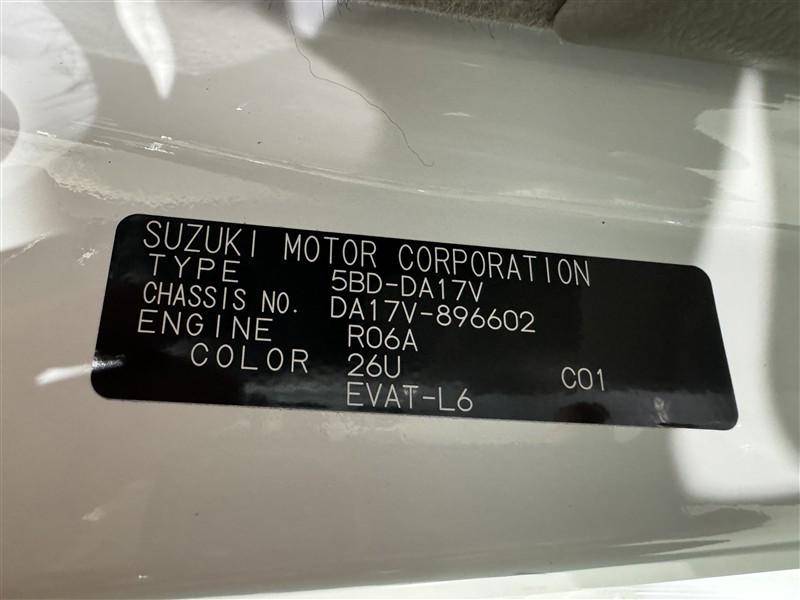 SUZUKI MOTOR CORPORATION
TYPE 5BD-DA17V
CHASSIS NO. DA17V-896602
ENGINE R06A
COLOR 26U C01
EVAT-L6